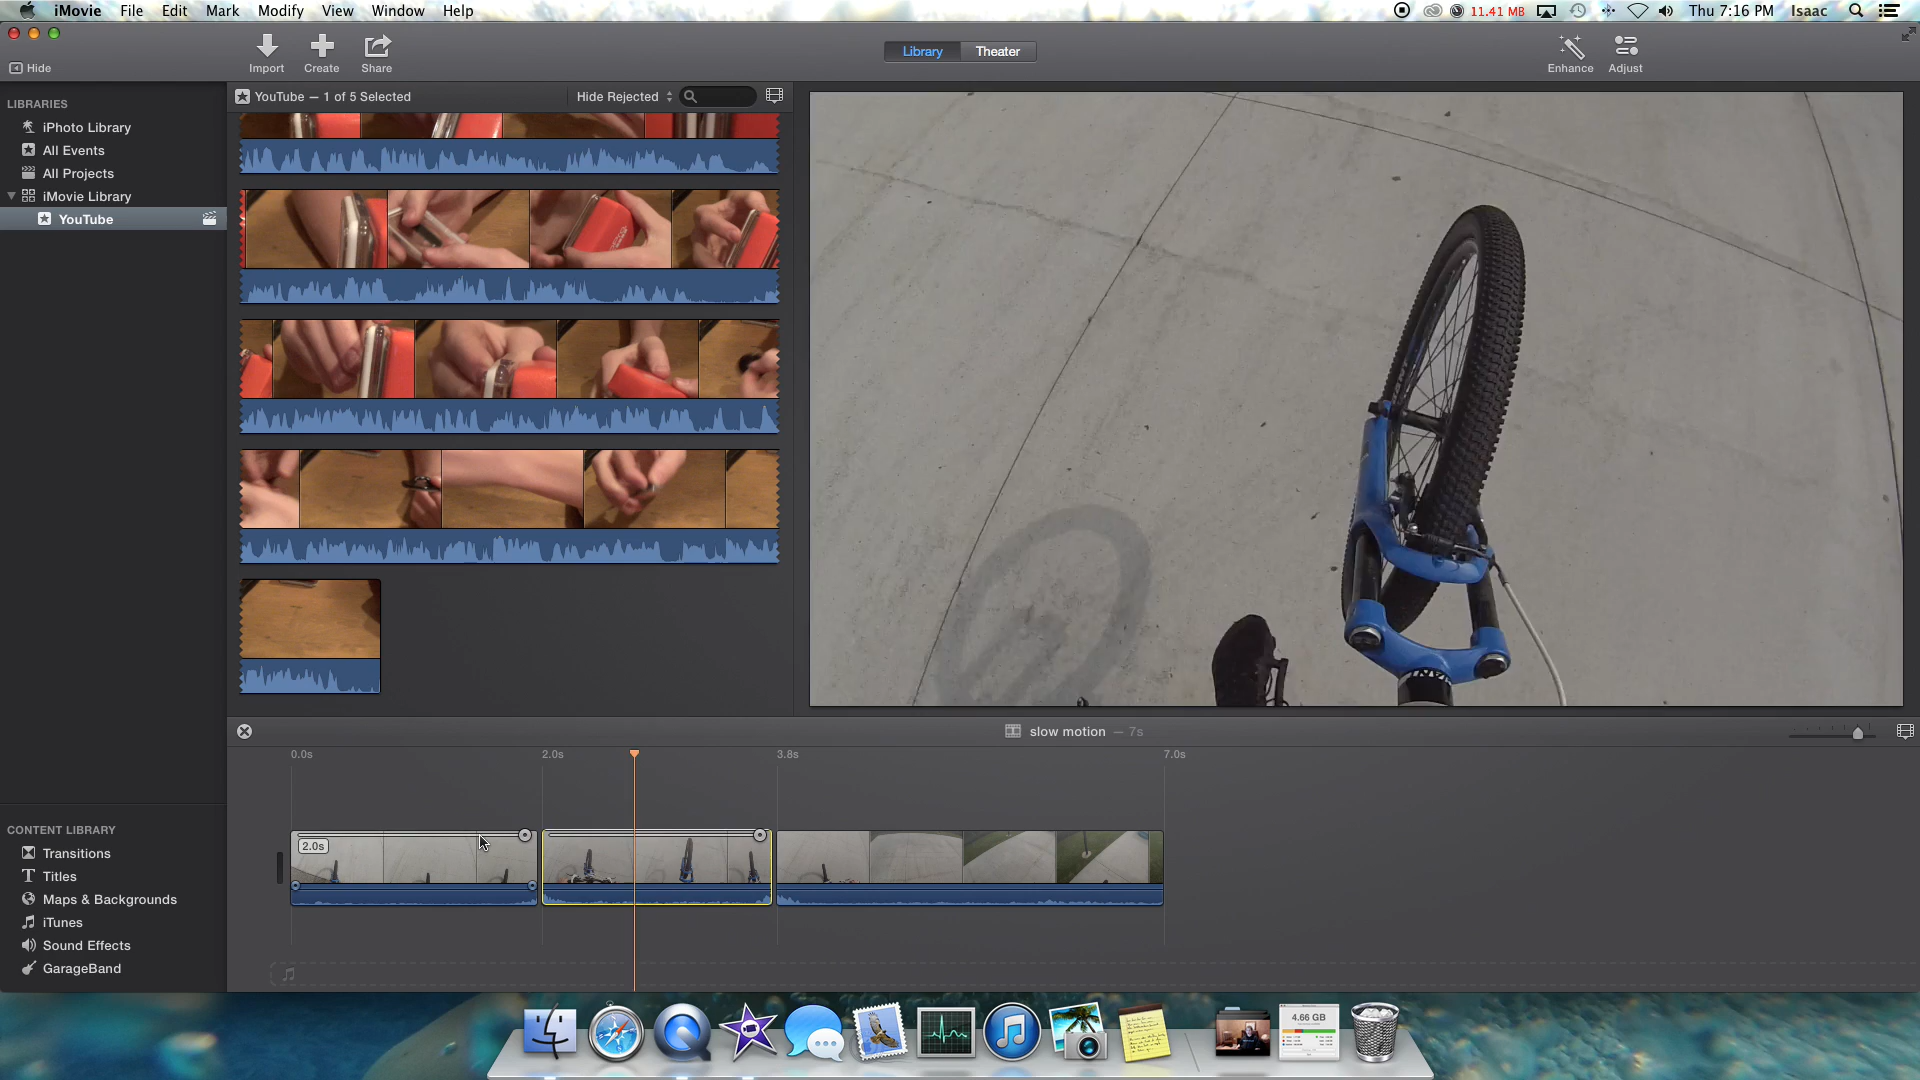 iMovie File Edit Mark Modify View Window Help
11.41 MB Thu 7:16 PM Isaac
Hide
Import Create Share
Library Theater
Enhance Adjust
LIBRARIES
iPhoto Library
All Events
All Projects
iMovie Library
YouTube
YouTube — 1 of 5 Selected
Hide Rejected
slow motion — 7s
0.0s 2.0s 3.8s 7.0s
2.0s
CONTENT LIBRARY
Transitions
T Titles
Maps & Backgrounds
iTunes
Sound Effects
GarageBand
4.66 GB